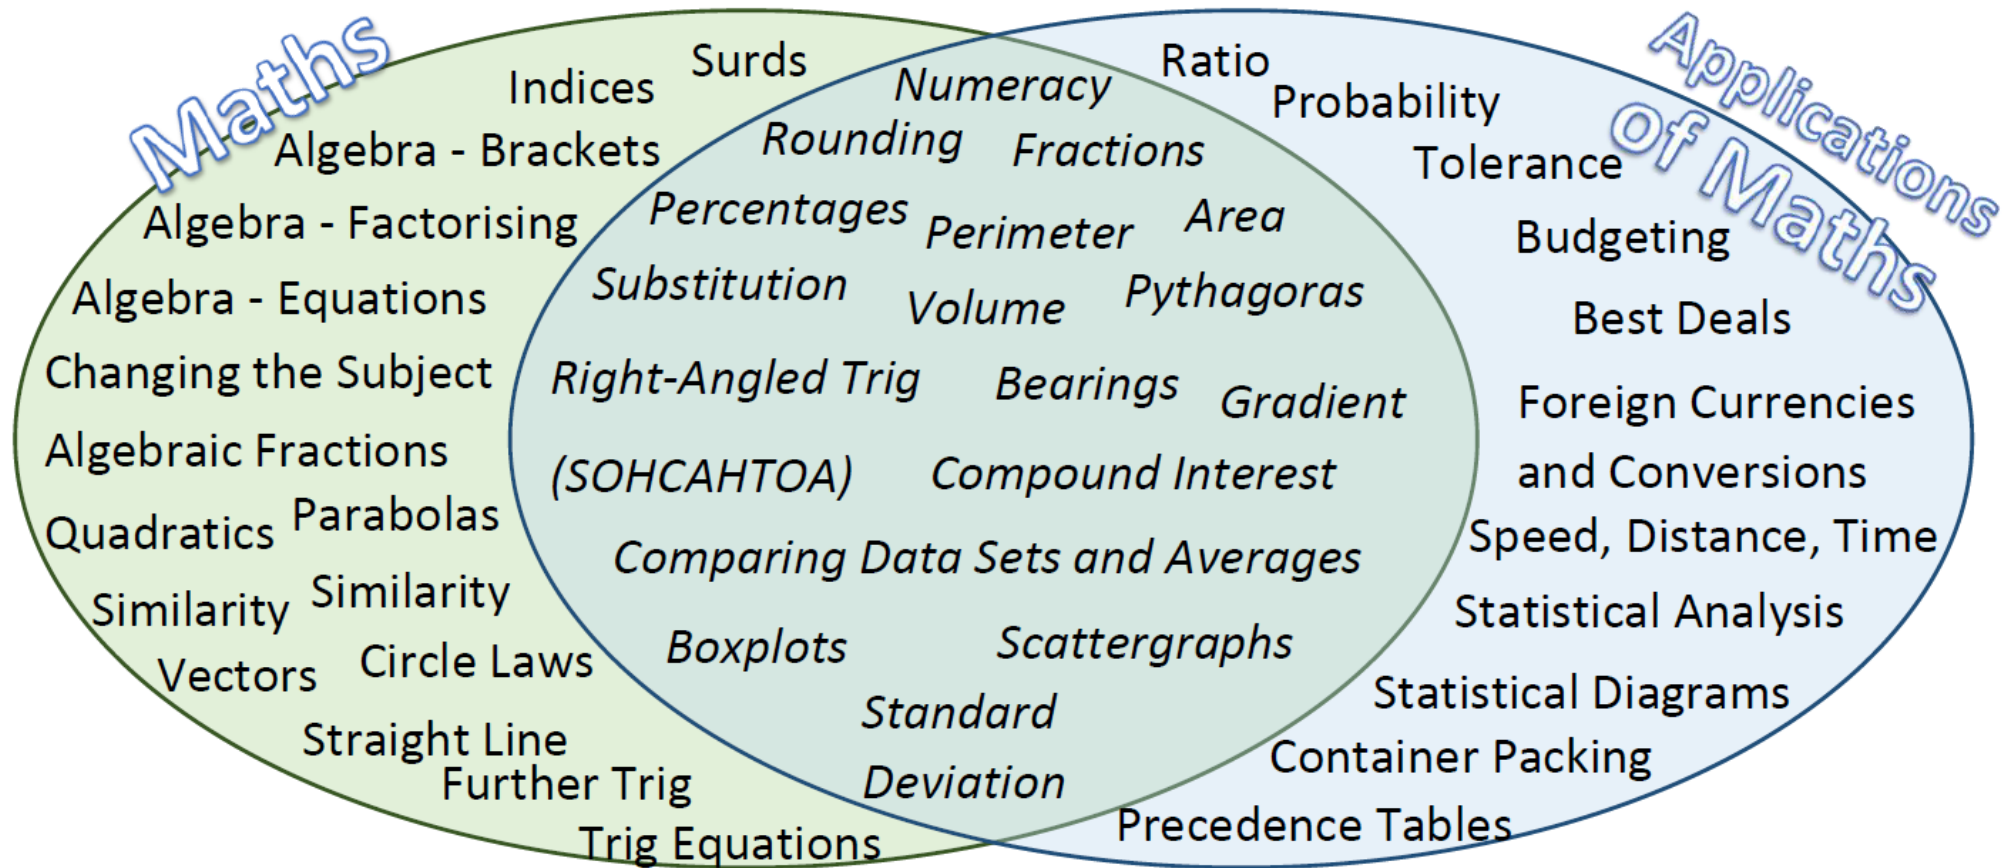 Maths
Surds
Indices
Algebra - Brackets
Algebra - Factorising
Algebra - Equations
Changing the Subject
Algebraic Fractions
Quadratics
Parabolas
Similarity
Similarity
Vectors
Circle Laws
Straight Line
Further Trig
Trig Equations
Numeracy
Rounding
Fractions
Percentages
Perimeter
Area
Substitution
Volume
Pythagoras
Right-Angled Trig
Bearings
Gradient
(SOHCAHTOA)
Compound Interest
Comparing Data Sets and Averages
Boxplots
Scattergraphs
Standard
Deviation
Applications
of Maths
Ratio
Probability
Tolerance
Budgeting
Best Deals
Foreign Currencies
and Conversions
Speed, Distance, Time
Statistical Analysis
Statistical Diagrams
Container Packing
Precedence Tables